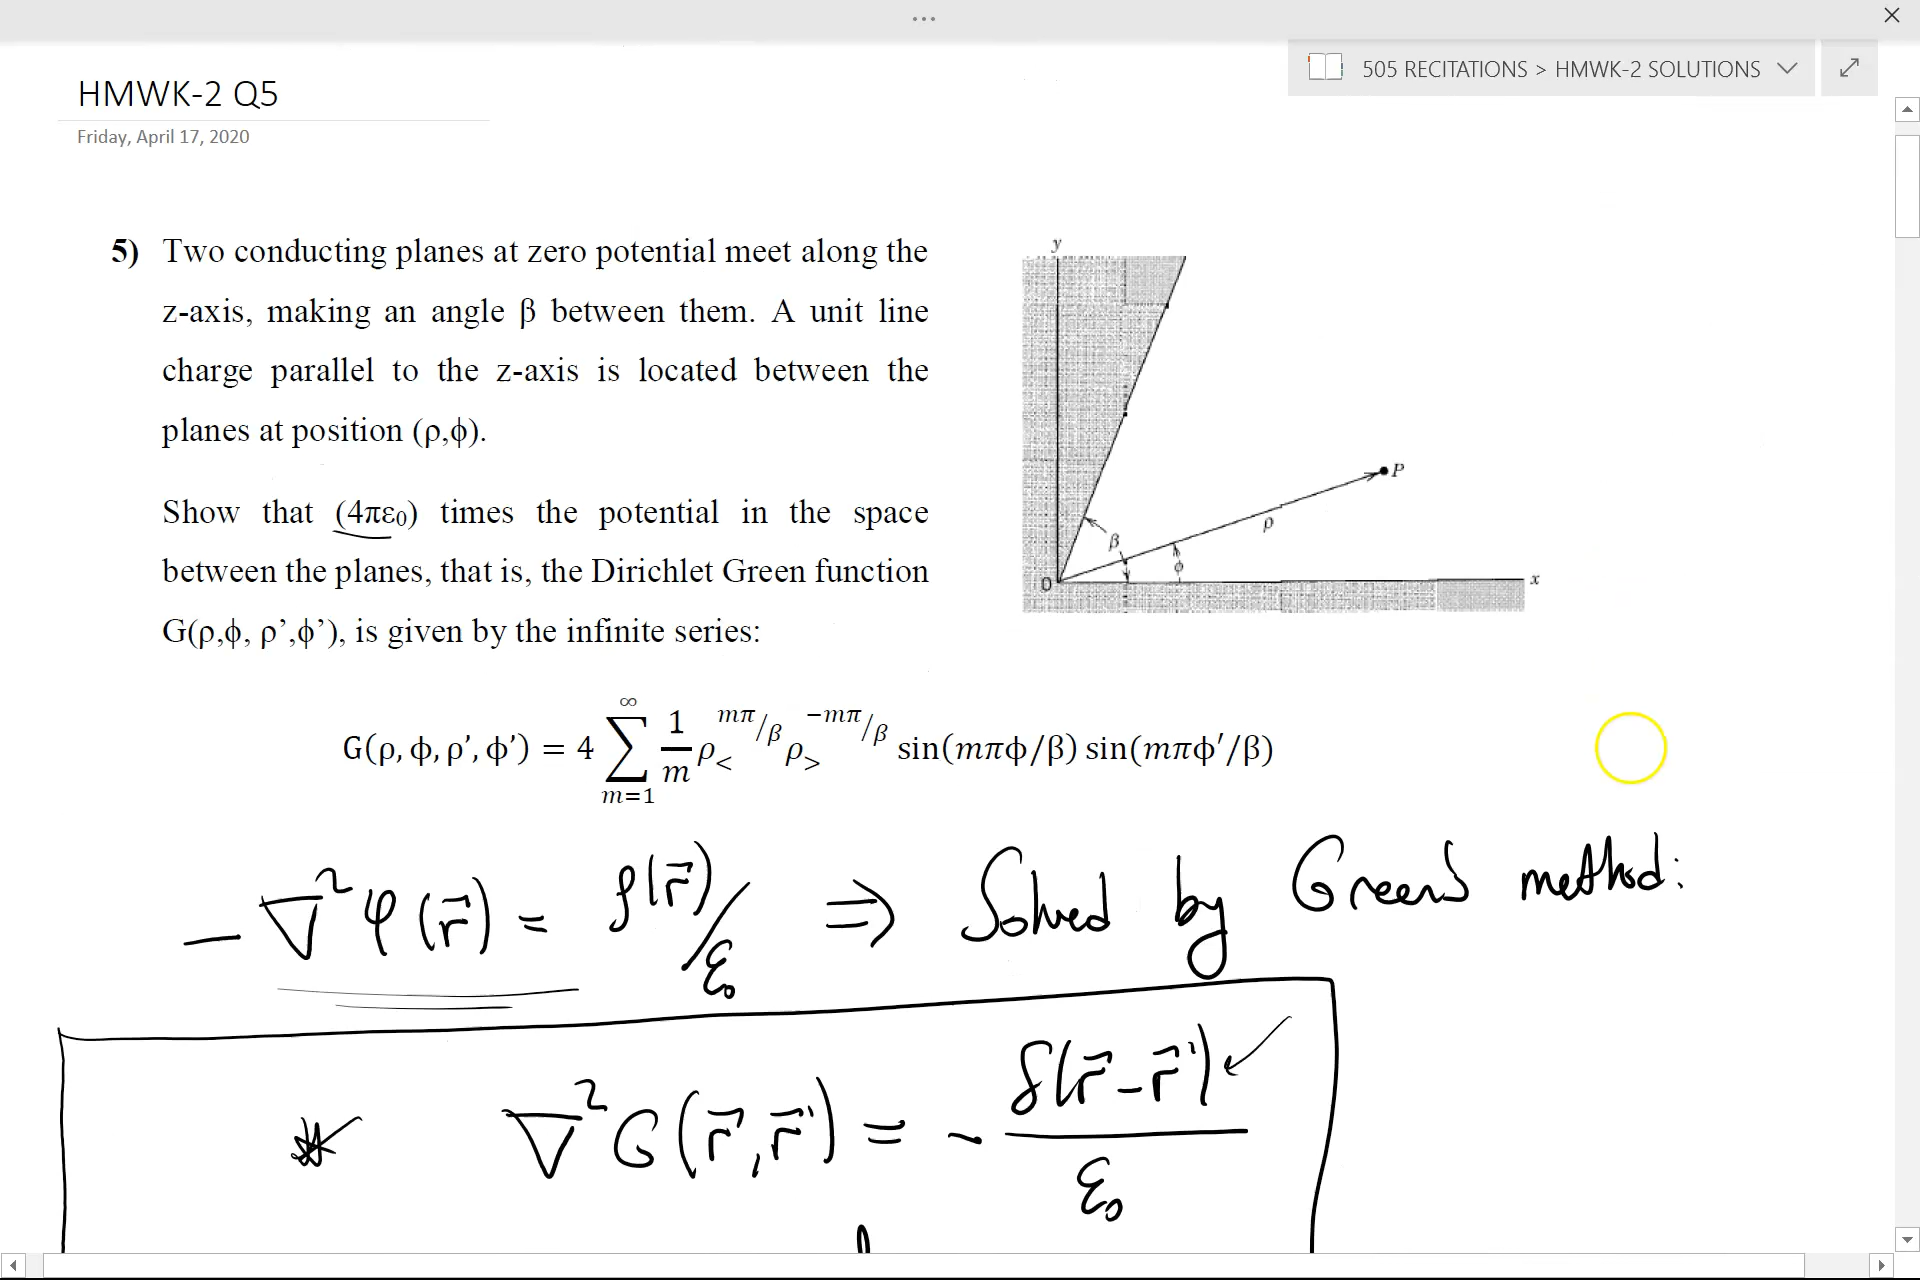 ...
505 RECITATIONS > HMWK-2 SOLUTIONS
HMWK-2 Q5
Friday, April 17, 2020
5) Two conducting planes at zero potential meet along the
z-axis, making an angle β between them. A unit line
charge parallel to the z-axis is located between the
planes at position (ρ,ϕ).
Show that (4πε₀) times the potential in the space
between the planes, that is, the Dirichlet Green function
G(ρ,ϕ, ρ’,ϕ’), is given by the infinite series:
y
P
ρ
β
ϕ
O
x
G(ρ, ϕ, ρ’, ϕ’) = 4 ∑_{m=1}^{∞} 1/m ρ_<^{mπ/β} ρ_>^{−mπ/β} sin(mπϕ/β) sin(mπϕ′/β)
− ∇²φ(r⃗) = ρ(r⃗)/ε₀ ⇒ Solved by Green's method:
* ∇²G(r⃗, r⃗') = − δ(r⃗ − r⃗')/ε₀